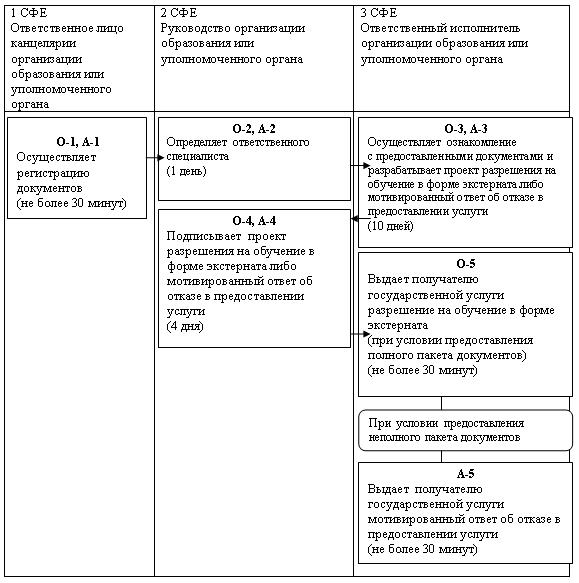 1 СФЕ
Ответственное лицо
канцелярии
организации
образования или
уполномоченного
органа
2 СФЕ
Руководство организации
образования или
уполномоченного органа
3 СФЕ
Ответственный исполнитель
организации образования или
уполномоченного органа
О-1, А-1
Осуществляет
регистрацию
документов
(не более 30 минут)
О-2, А-2
Определяет ответственного
специалиста
(1 день)
О-3, А-3
Осуществляет ознакомление
с предоставленными документами и
разрабатывает проект разрешения на
обучение в форме экстерната либо
мотивированный ответ об отказе в
предоставлении услуги
(10 дней)
О-4, А-4
Подписывает проект
разрешения на обучение в
форме экстерната либо
мотивированный ответ об
отказе в предоставлении
услуги
(4 дня)
О-5
Выдает получателю
государственной услуги
разрешение на обучение в форме
экстерната
(при условии предоставления
полного пакета документов)
(не более 30 минут)
При условии предоставления
неполного пакета документов
А-5
Выдает получателю
государственной услуги
мотивированный ответ об отказе в
предоставлении услуги
(не более 30 минут)